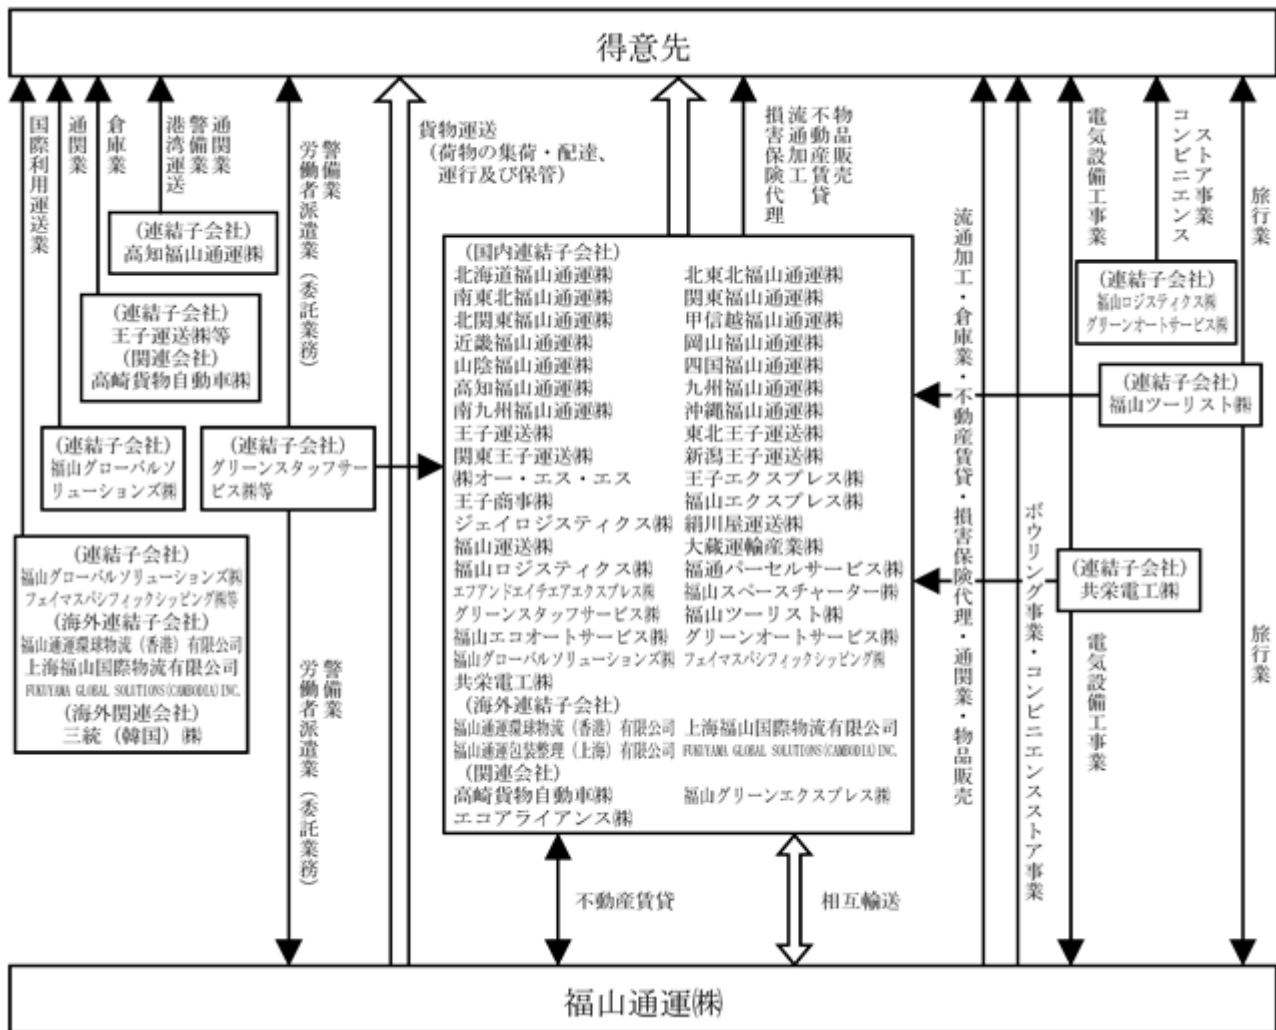 得意先
国際利用運送業
通関業
倉庫業
通関業
警備業
港湾運送
警備業
労働者派遣業(委託業務)
貨物運送
(荷物の集荷・配達、
運行及び保管)
物品販売
不動産賃貸
流通加工
損害保険代理
流通加工・倉庫業・不動産賃貸・損害保険代理・通関業・物品販売
ボウリング事業・コンビニエンスストア事業
電気設備工事業
コンビニエンス
ストア事業
旅行業
(連結子会社)
高知福山通運㈱
(連結子会社)
王子運送㈱等
(関連会社)
高崎貨物自動車㈱
(連結子会社)
福山グローバルソ
リューションズ㈱
(連結子会社)
グリーンスタッフサー
ビス㈱等
(連結子会社)
福山グローバルソリューションズ㈱
フェイマスパシフィックシッピング㈱等
(海外連結子会社)
福山通運環球物流(香港)有限公司
上海福山国際物流有限公司
FUKUYAMA GLOBAL SOLUTIONS(CAMBODIA) INC.
(海外関連会社)
三統(韓国)㈱
警備業
労働者派遣業(委託業務)
(国内連結子会社)
北海道福山通運㈱ 北東北福山通運㈱
南東北福山通運㈱ 関東福山通運㈱
北関東福山通運㈱ 甲信越福山通運㈱
近畿福山通運㈱ 岡山福山通運㈱
山陰福山通運㈱ 四国福山通運㈱
高知福山通運㈱ 九州福山通運㈱
南九州福山通運㈱ 沖縄福山通運㈱
王子運送㈱ 東北王子運送㈱
関東王子運送㈱ 新潟王子運送㈱
㈱オー・エス・エス 王子エクスプレス㈱
王子商事㈱ 福山エクスプレス㈱
ジェイロジスティクス㈱ 絹川屋運送㈱
福山運送㈱ 大蔵運輸産業㈱
福山ロジスティクス㈱ 福通パーセルサービス㈱
エフアンドエイチエアエクスプレス㈱ 福山スペースチャーター㈱
グリーンスタッフサービス㈱ 福山ツーリスト㈱
福山エコオートサービス㈱ グリーンオートサービス㈱
福山グローバルソリューションズ㈱ フェイマスパシフィックシッピング㈱
共栄電工㈱
(海外連結子会社)
福山通運環球物流(香港)有限公司 上海福山国際物流有限公司
福山通運包装整理(上海)有限公司 FUKUYAMA GLOBAL SOLUTIONS(CAMBODIA) INC.
(関連会社)
高崎貨物自動車㈱ 福山グリーンエクスプレス㈱
エコアライアンス㈱
(連結子会社)
福山ロジスティクス㈱
グリーンオートサービス㈱
(連結子会社)
福山ツーリスト㈱
(連結子会社)
共栄電工㈱
電気設備工事業
旅行業
不動産賃貸
相互輸送
福山通運㈱